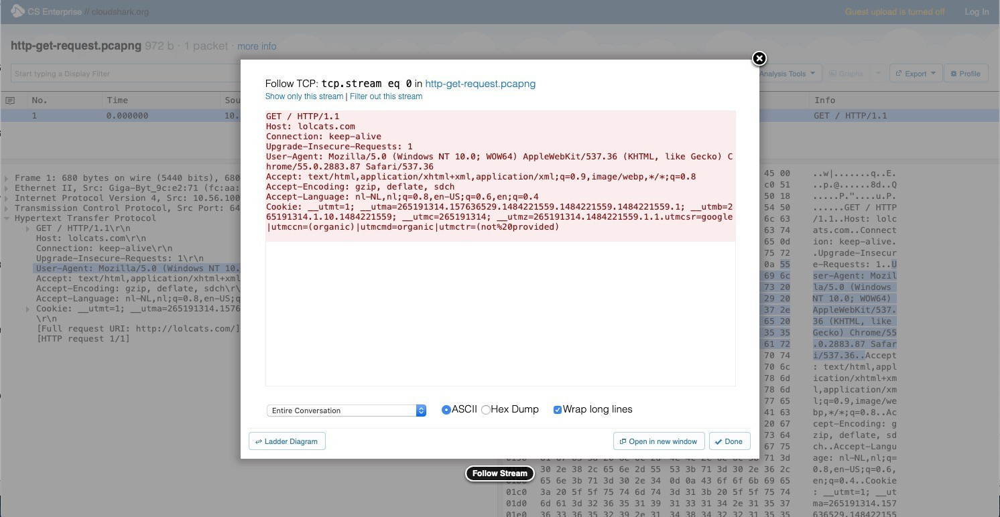 CS Enterprise // cloudshark.org
Guest upload is turned off
Log In
http-get-request.pcapng 972 b · 1 packet · more info
Start typing a Display Filter
Analysis Tools
Graphs
Export
Profile
No. Time Sou Info
1 0.000000 10. GET / HTTP/1.1
Frame 1: 680 bytes on wire (5440 bits), 680
Ethernet II, Src: Giga-Byt_9c:e2:71 (fc:aa:
Internet Protocol Version 4, Src: 10.56.100
Transmission Control Protocol, Src Port: 64
Hypertext Transfer Protocol
GET / HTTP/1.1\r\n
Host: lolcats.com\r\n
Connection: keep-alive\r\n
Upgrade-Insecure-Requests: 1\r\n
User-Agent: Mozilla/5.0 (Windows NT 10.
Accept: text/html,application/xhtml+xml
Accept-Encoding: gzip, deflate, sdch\r\
Accept-Language: nl-NL,nl;q=0.8,en-US;q
Cookie: __utmt=1; __utma=265191314.1576
\r\n
[Full request URI: http://lolcats.com/]
[HTTP request 1/1]
Follow TCP: tcp.stream eq 0 in http-get-request.pcapng
Show only this stream | Filter out this stream
GET / HTTP/1.1
Host: lolcats.com
Connection: keep-alive
Upgrade-Insecure-Requests: 1
User-Agent: Mozilla/5.0 (Windows NT 10.0; WOW64) AppleWebKit/537.36 (KHTML, like Gecko) C
hrome/55.0.2883.87 Safari/537.36
Accept: text/html,application/xhtml+xml,application/xml;q=0.9,image/webp,*/*;q=0.8
Accept-Encoding: gzip, deflate, sdch
Accept-Language: nl-NL,nl;q=0.8,en-US;q=0.6,en;q=0.4
Cookie: __utmt=1; __utma=265191314.157636529.1484221559.1484221559.1484221559.1; __utmb=2
65191314.1.10.1484221559; __utmc=265191314; __utmz=265191314.1484221559.1.1.utmcsr=google
|utmccn=(organic)|utmcmd=organic|utmctr=(not%20provided)
Entire Conversation
ASCII
Hex Dump
Wrap long lines
Ladder Diagram
Open in new window
Done
Follow Stream
45 00 ..w|.......q..E.
c0 51 .p.@......8d..Q
50 18 .....P."....u.P.
54 50 ......GET / HTTP
6c 63 /1.1..Host: lolc
63 74 ats.com..Connect
65 0d ion: keep-alive.
75 72 .Upgrade-Insecur
0a 55 e-Requests: 1..U
69 6c ser-Agent: Mozil
73 20 la/5.0 (Windows
29 20 NT 10.0; WOW64)
37 2e AppleWebKit/537.
65 20 36 (KHTML, like
35 35 Gecko) Chrome/55
61 72 .0.2883.87 Safar
70 74 i/537.36..Accept
70 6c : text/html,appl
78 6d ication/xhtml+xm
78 6d l,application/xm
77 65 l;q=0.9,image/we
41 63 bp,*/*;q=0.8..Ac
20 67 cept-Encoding: g
73 64 zip, deflate, sd
67 75 ch..Accept-Langu
71 3d age: nl-NL,nl;q=
30 2e 38 2c 65 6e 2d 55 53 3b 71 3d 30 2e 36 2c 0.8,en-US;q=0.6,
65 6e 3b 71 3d 30 2e 34 0d 0a 43 6f 6f 6b 69 65 en;q=0.4..Cookie
01c0 3a 20 5f 5f 75 74 6d 74 3d 31 3b 20 5f 5f 75 74 : __utmt=1; __ut
01d0 6d 61 3d 32 36 35 31 39 31 33 31 34 2e 31 35 37 ma=265191314.157
01e0 36 33 36 35 32 39 2e 31 34 38 34 32 32 31 35 35 636529.148422155